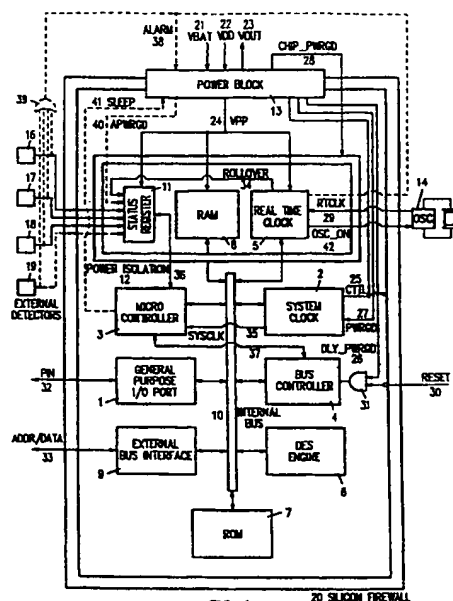 21 22 23
VBAT VDD VOUT
ALARM
38
CHIP_PWRGD
28
POWER BLOCK
13
41 SLEEP
40 APWRGD
24 VPP
39
16
17
18
19
EXTERNAL
DETECTORS
STATUS
REGISTER
11
ROLLOVER
34
RAM
8
REAL TIME
CLOCK
5
RTCLK
29
OSC_ON
42
14
OSC
POWER ISOLATION
12
36
MICRO
CONTROLLER
3
2
SYSTEM
CLOCK
25
CTL
27
PWRGD
35
SYSCLK
37
DLY_PWRGD
26
PIN
32
GENERAL
PURPOSE
I/O PORT
1
10
INTERNAL
BUS
BUS
CONTROLLER
4
31
RESET
30
ADDR/DATA
33
EXTERNAL
BUS INTERFACE
9
DES
ENGINE
6
7
ROM
20 SILICON FIREWALL